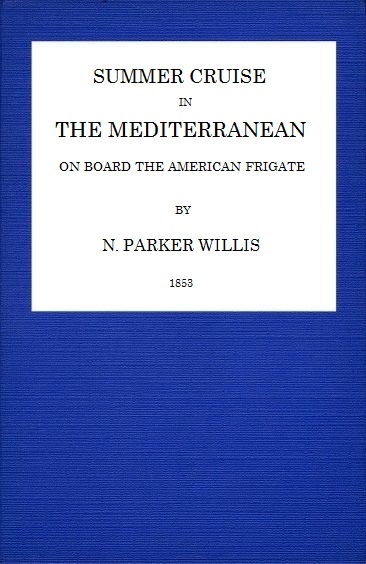 SUMMER CRUISE
IN
THE MEDITERRANEAN
ON BOARD THE AMERICAN FRIGATE
BY
N. PARKER WILLIS
1853